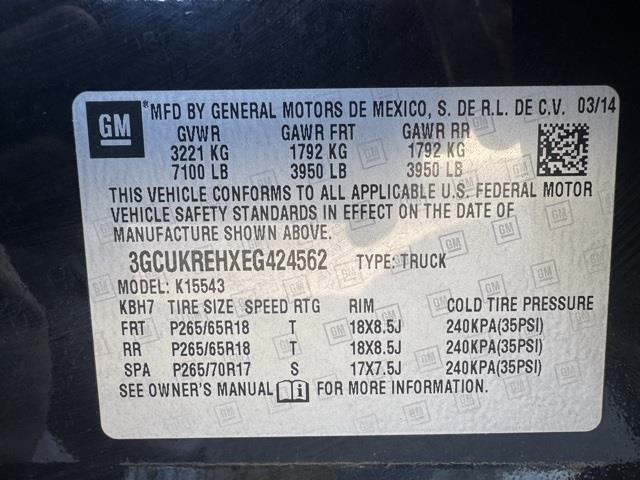 GM ®MFD BY GENERAL MOTORS DE MEXICO, S. DE R.L. DE C.V. 03/14
GVWR GAWR FRT GAWR RR
3221 KG 1792 KG 1792 KG
7100 LB 3950 LB 3950 LB
THIS VEHICLE CONFORMS TO ALL APPLICABLE U.S. FEDERAL MOTOR
VEHICLE SAFETY STANDARDS IN EFFECT ON THE DATE OF
MANUFACTURE SHOWN ABOVE.
3GCUKREHXEG424562 TYPE: TRUCK
MODEL: K15543
KBH7 TIRE SIZE SPEED RTG RIM COLD TIRE PRESSURE
FRT P265/65R18 T 18X8.5J 240KPA(35PSI)
RR P265/65R18 T 18X8.5J 240KPA(35PSI)
SPA P265/70R17 S 17X7.5J 240KPA(35PSI)
SEE OWNER'S MANUAL i FOR MORE INFORMATION.